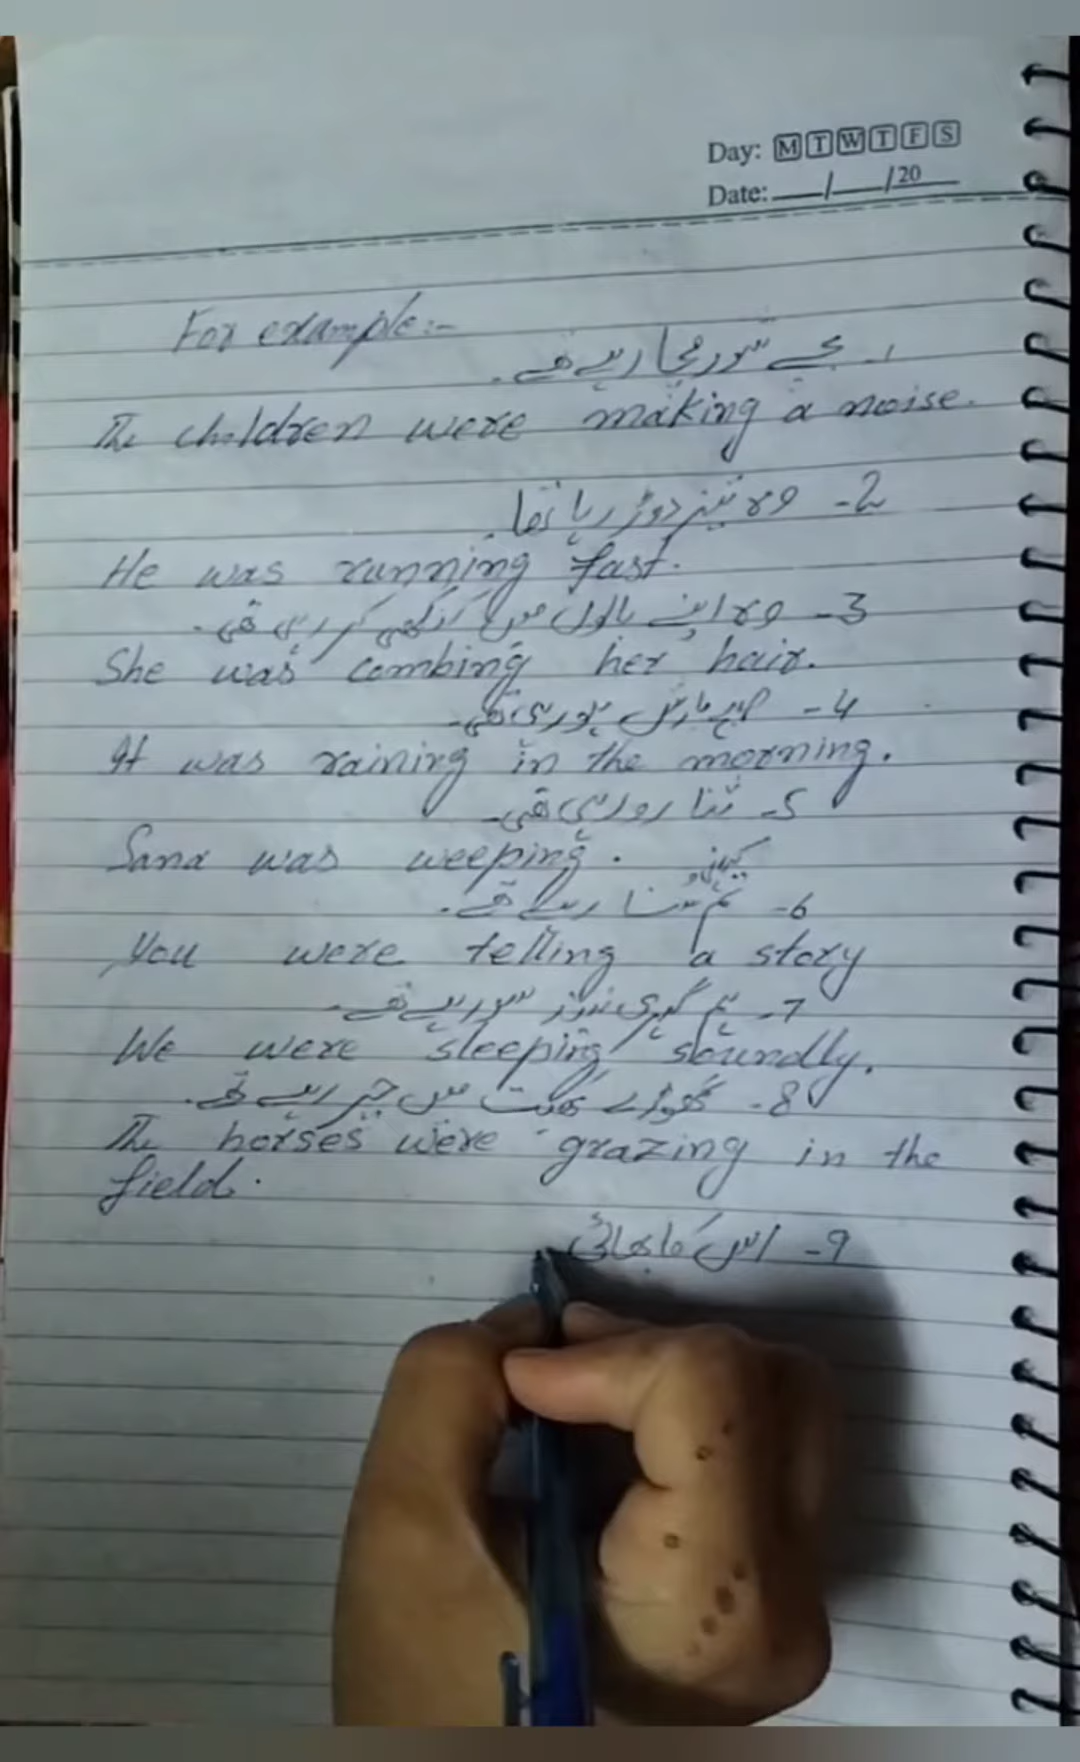 Day: M T W T F S
Date: __/__/20__
For example:-
1- بچے شور مچا رہے تھے۔
The children were making a noise.
2- وہ تیز دوڑ رہا تھا۔
He was running fast.
3- وہ اپنے بالوں میں کنگھی کر رہی تھی۔
She was combing her hair.
4- صبح بارش ہو رہی تھی۔
It was raining in the morning.
5- ثنا رو رہی تھی۔
Sana was weeping.
6- تم سنا رہے تھے۔
You were telling a story
7- ہم گہری نیند سو رہے تھے۔
We were sleeping soundly.
8- گھوڑے کھیت میں چر رہے تھے۔
The horses were grazing in the
field.
9- اس کا بھائی